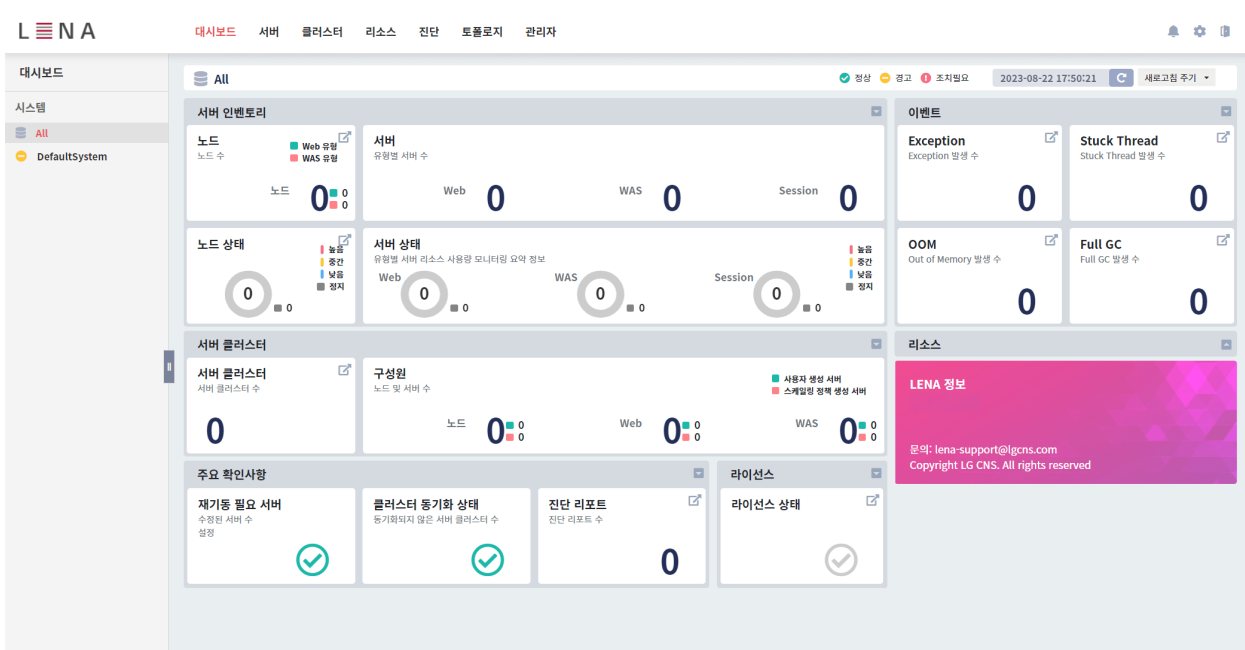 LENA
대시보드 서버 클러스터 리소스 진단 토폴로지 관리자
대시보드
시스템
All
DefaultSystem
All
정상 경고 조치필요 2023-08-22 17:50:21 새로고침 주기
서버 인벤토리
노드
노드 수
Web 유형
WAS 유형
노드 0 0
0
서버
유형별 서버 수
Web 0 WAS 0 Session 0
노드 상태
높음
중간
낮음
정지
0 0
서버 상태
유형별 서버 리소스 사용량 모니터링 요약 정보
높음
중간
낮음
정지
Web 0 0 WAS 0 0 Session 0 0
이벤트
Exception
Exception 발생 수
0
Stuck Thread
Stuck Thread 발생 수
0
OOM
Out of Memory 발생 수
0
Full GC
Full GC 발생 수
0
서버 클러스터
서버 클러스터
서버 클러스터 수
0
구성원
노드 및 서버 수
사용자 생성 서버
스케일링 정책 생성 서버
노드 0 0 Web 0 0 WAS 0 0
0 0 0
리소스
LENA 정보
문의: lena-support@lgcns.com
Copyright LG CNS. All rights reserved
주요 확인사항
재기동 필요 서버
수정된 서버 수
설정
클러스터 동기화 상태
동기화되지 않은 서버 클러스터 수
진단 리포트
진단 리포트 수
0
라이선스
라이선스 상태